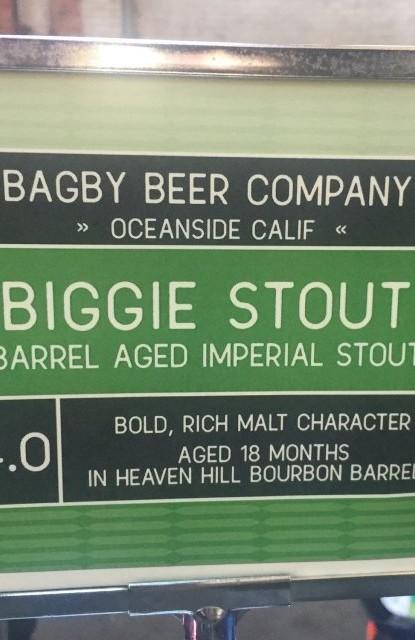 BAGBY BEER COMPANY
» OCEANSIDE CALIF «
BIGGIE STOUT
BARREL AGED IMPERIAL STOUT
.0
BOLD, RICH MALT CHARACTER
AGED 18 MONTHS
IN HEAVEN HILL BOURBON BARREL